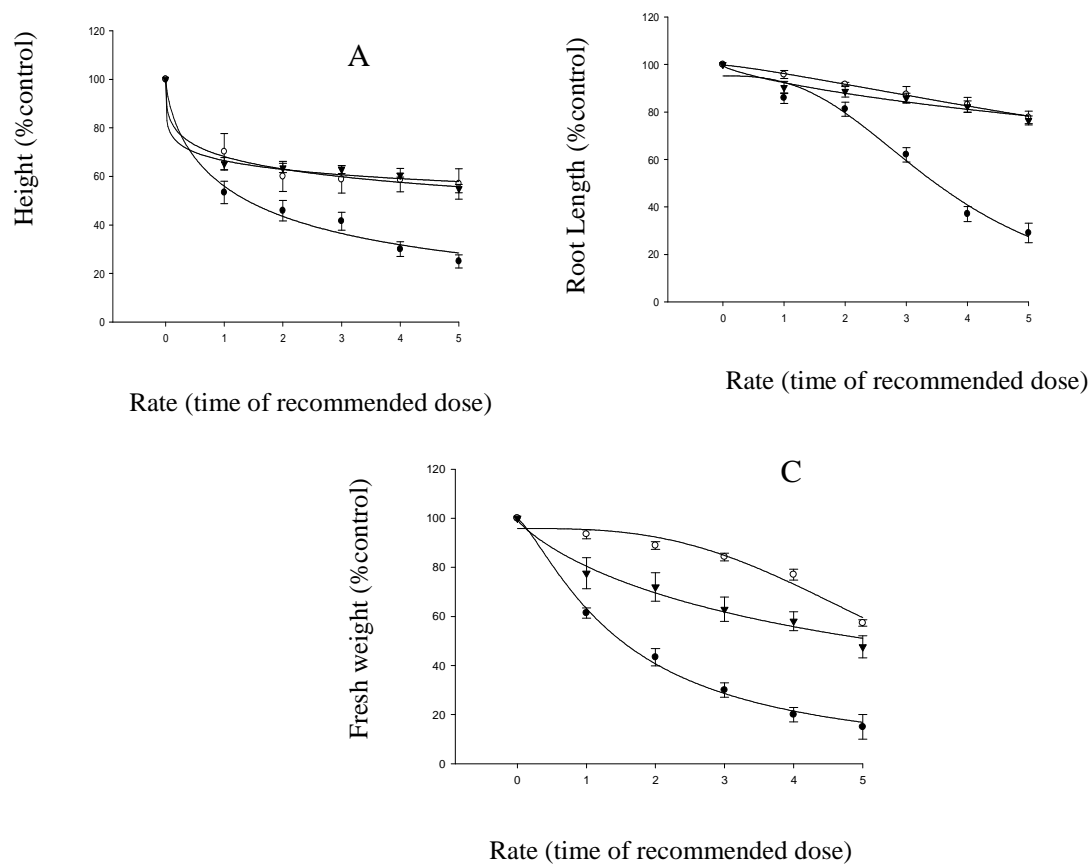 A
Height (%control)
120
100
80
60
40
20
0
0 1 2 3 4 5
Rate (time of recommended dose)
Root Length (%control)
120
100
80
60
40
20
0
0 1 2 3 4 5
Rate (time of recommended dose)
C
Fresh weight (%control)
120
100
80
60
40
20
0
0 1 2 3 4 5
Rate (time of recommended dose)